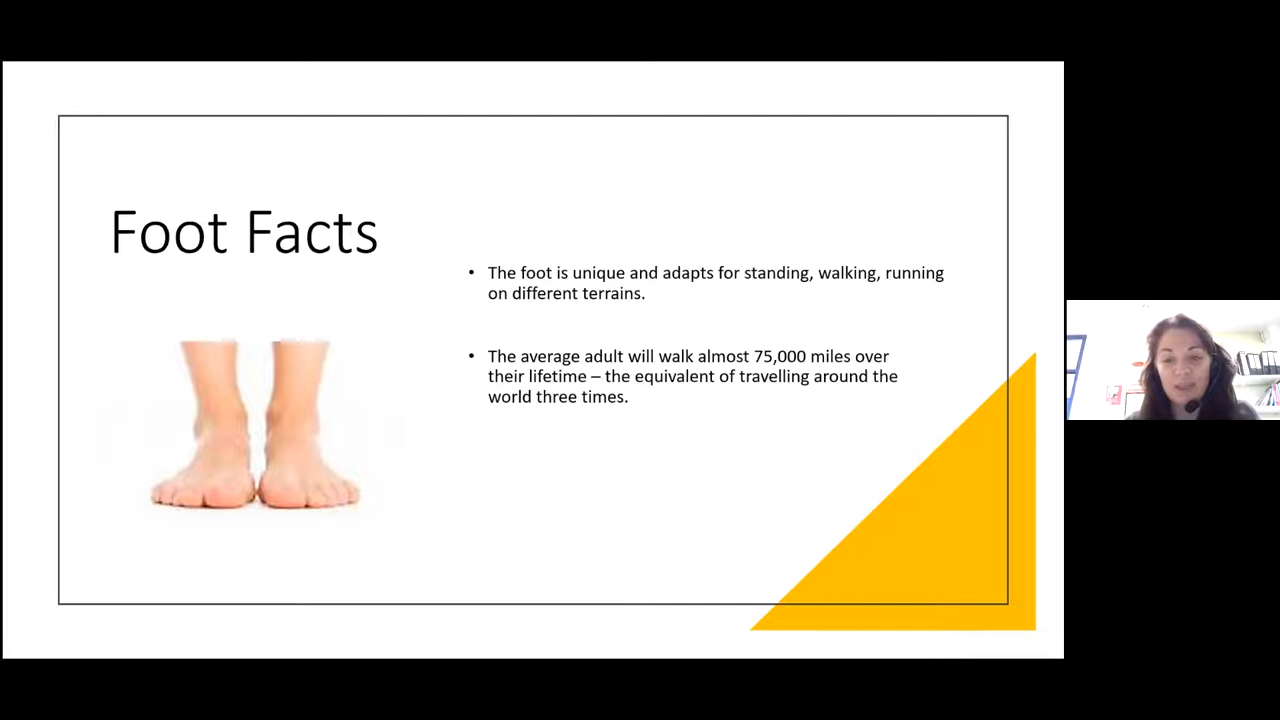 Foot Facts
• The foot is unique and adapts for standing, walking, running
on different terrains.
• The average adult will walk almost 75,000 miles over
their lifetime – the equivalent of travelling around the
world three times.